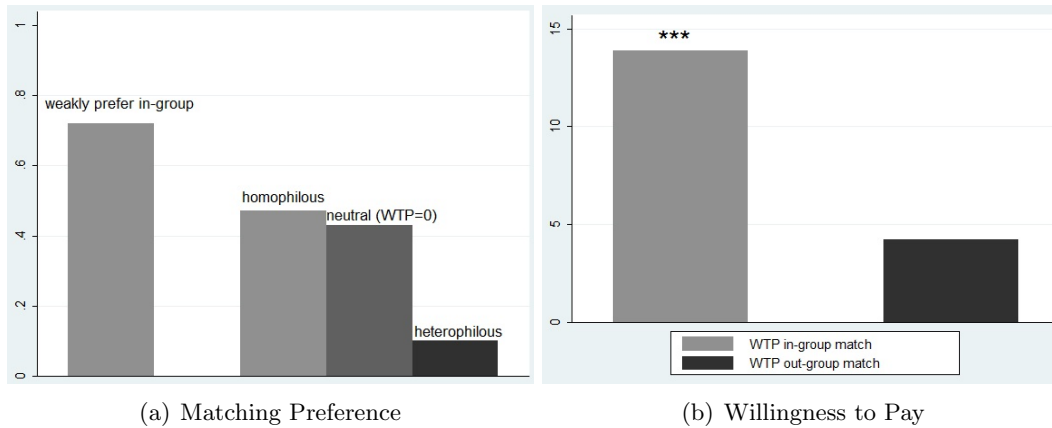 1
.8
.6
.4
.2
0
weakly prefer in-group
homophilous
neutral (WTP=0)
heterophilous
(a) Matching Preference
15
10
5
0
***
WTP in-group match
WTP out-group match
(b) Willingness to Pay